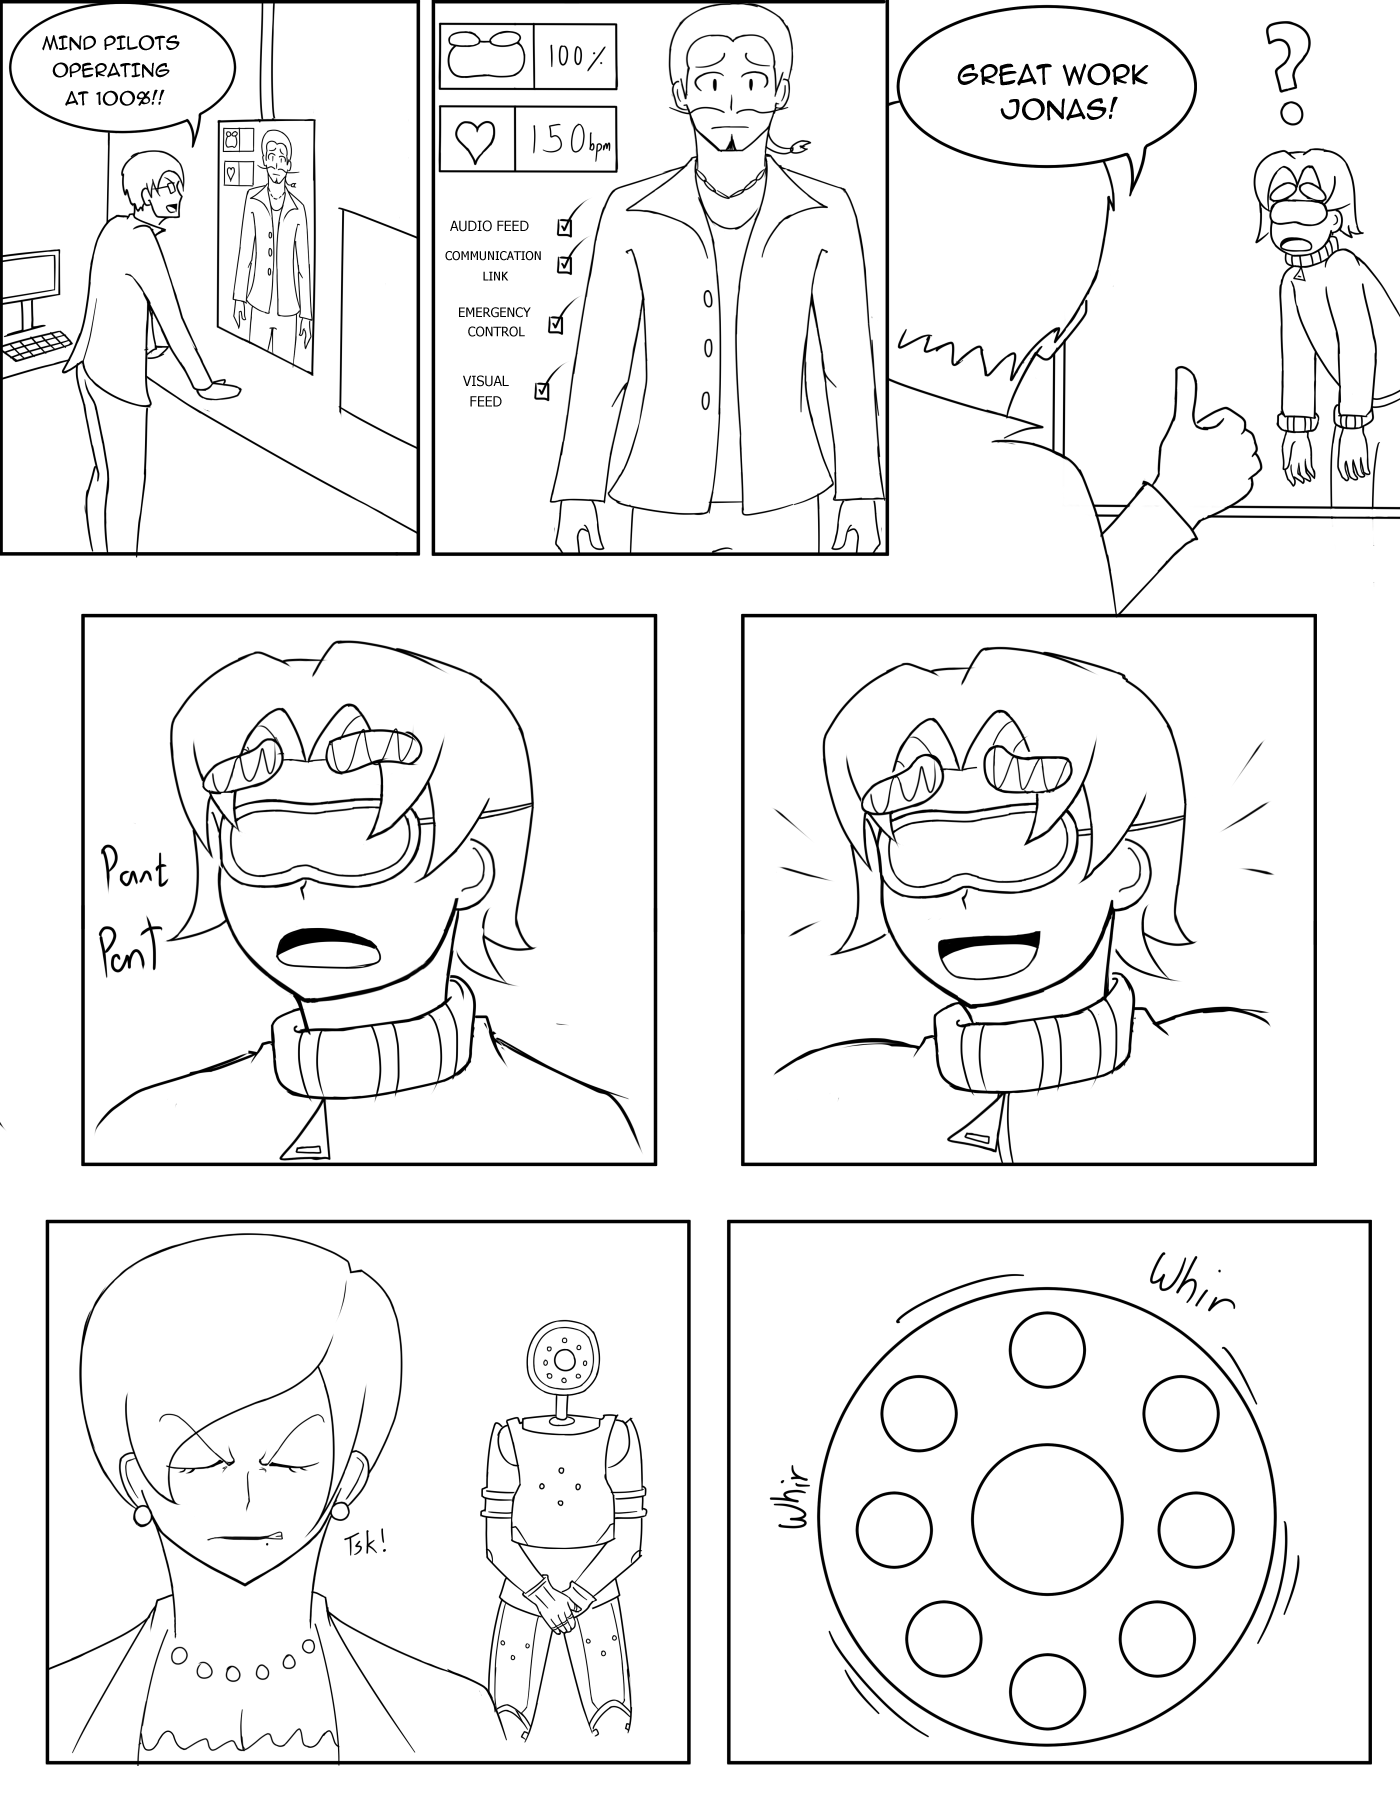 MIND PILOTS
OPERATING
AT 100%!!
100%
150bpm
AUDIO FEED
COMMUNICATION
LINK
EMERGENCY
CONTROL
VISUAL
FEED
GREAT WORK
JONAS!
?
Pant
Pant
Tsk!
Whir
Whir